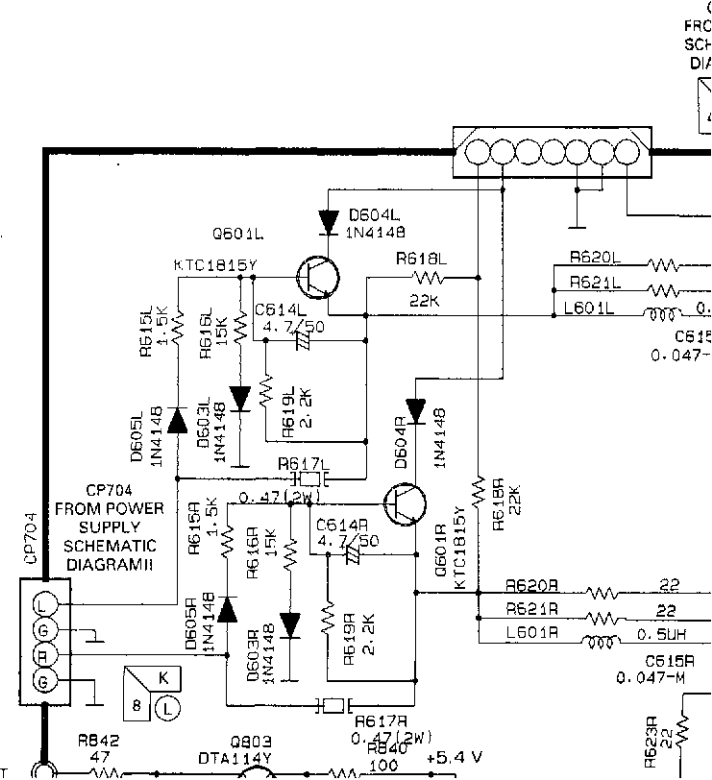 FRO
SCH
DIA
D604L
1N4148
Q601L
KTC1815Y
R618L
22K
R620L
R621L
L601L
0.
C615
0.047-
R615L
1.5K
R616L
15K
C614L
4.7/50
R619L
2.2K
D605L
1N4148
D603L
1N4148
R617L
0.47(2W)
D604R
1N4148
R618R
22K
CP704
FROM POWER
SUPPLY
SCHEMATIC
DIAGRAMII
CP704
L
G
R
G
R615R
1.5K
R616R
15K
C614R
4.7/50
Q601R
KTC1815Y
D605R
1N4148
D603R
1N4148
R619R
2.2K
R620R 22
R621R 22
L601R 0.5UH
C615R
0.047-M
K
8 L
R617R
0.47(2W)
R623R
22
R842
47
Q803
DTA114Y
R840
100
+5.4 V
T